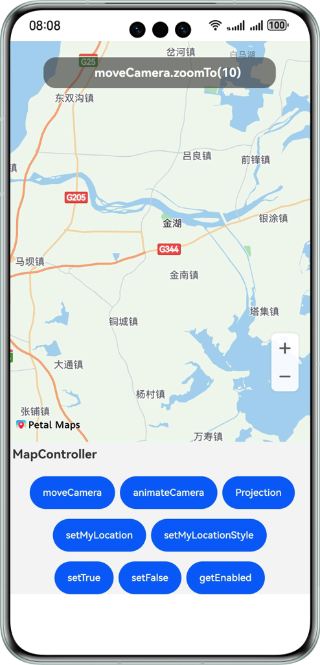 08:08
100
岔河镇
白马湖
G25
moveCamera.zoomTo(10)
东双沟镇
吕良镇
前锋镇
镇
G205
金湖
银涂镇
G344
马坝镇
金南镇
铜城镇
塔集镇
+
大通镇
−
杨村镇
张铺镇
Petal Maps
万寿镇
MapController
moveCamera
animateCamera
Projection
setMyLocation
setMyLocationStyle
setTrue
setFalse
getEnabled